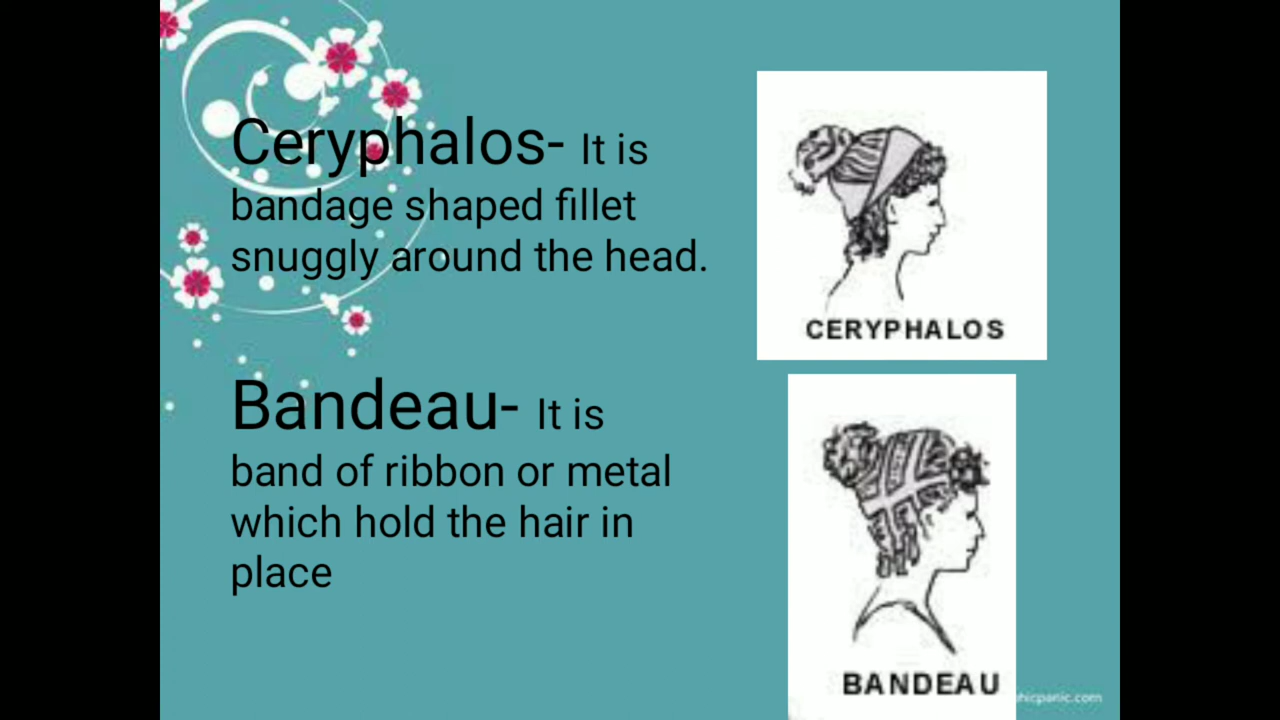 Ceryphalos- It is
bandage shaped fillet
snuggly around the head.
CERYPHALOS
Bandeau- It is
band of ribbon or metal
which hold the hair in
place
BANDEAU